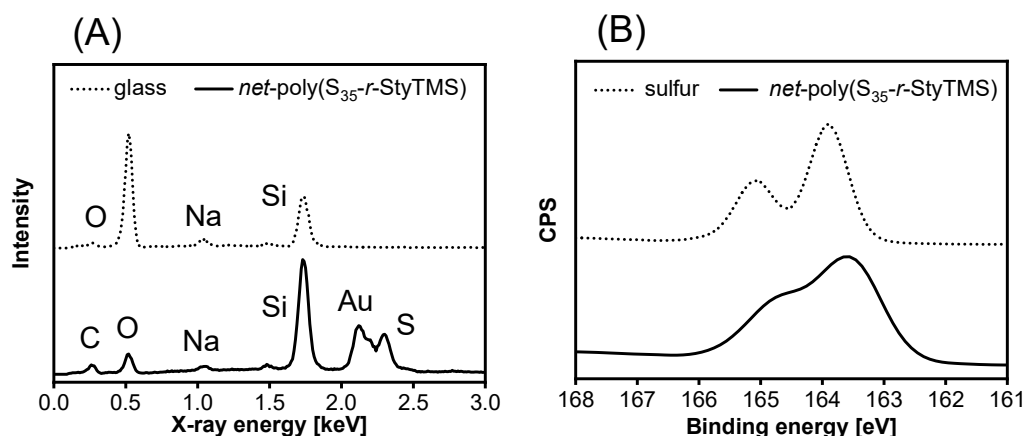 (A)
glass net-poly(S35-r-StyTMS)
O
Na
Si
C
O
Na
Si
Au
S
Intensity
0.0 0.5 1.0 1.5 2.0 2.5 3.0
X-ray energy [keV]
(B)
sulfur net-poly(S35-r-StyTMS)
CPS
168 167 166 165 164 163 162 161
Binding energy [eV]